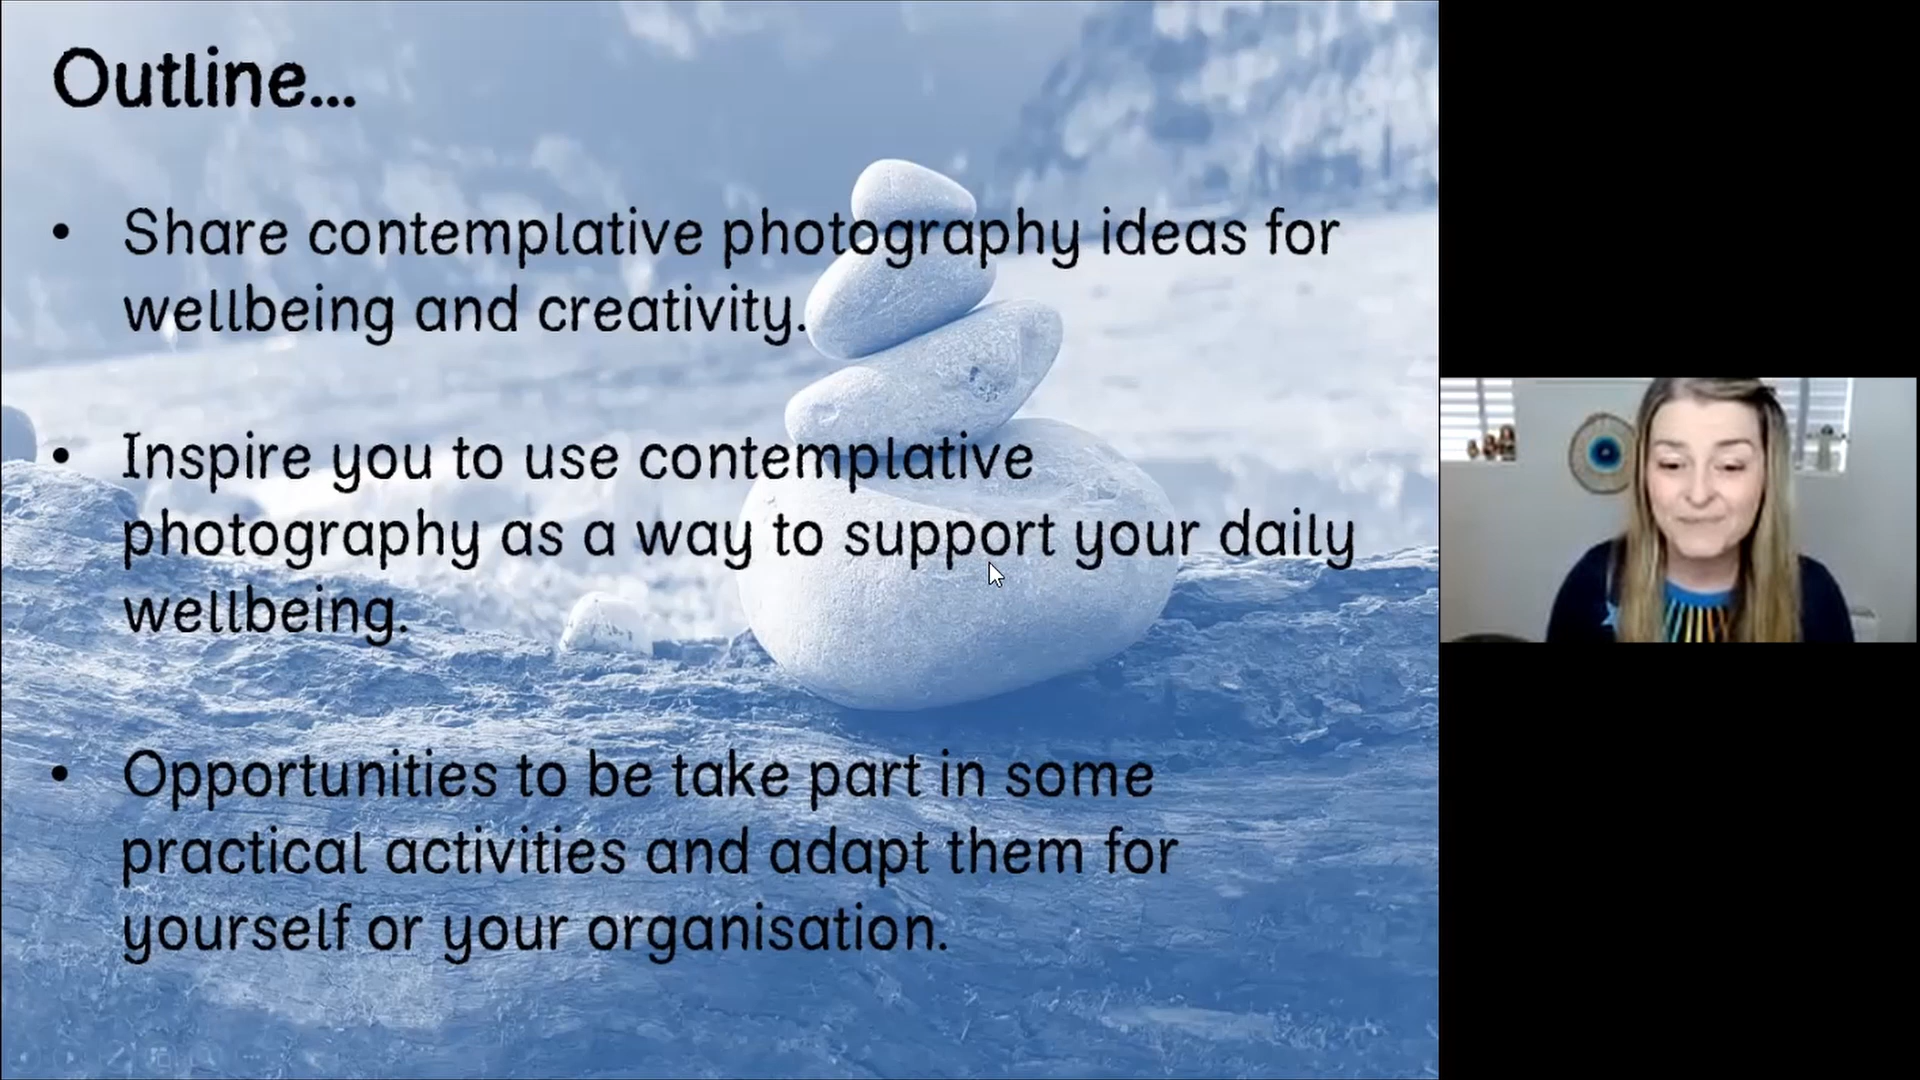 Outline...
• Share contemplative photography ideas for
wellbeing and creativity.
• Inspire you to use contemplative
photography as a way to support your daily
wellbeing.
• Opportunities to be take part in some
practical activities and adapt them for
yourself or your organisation.